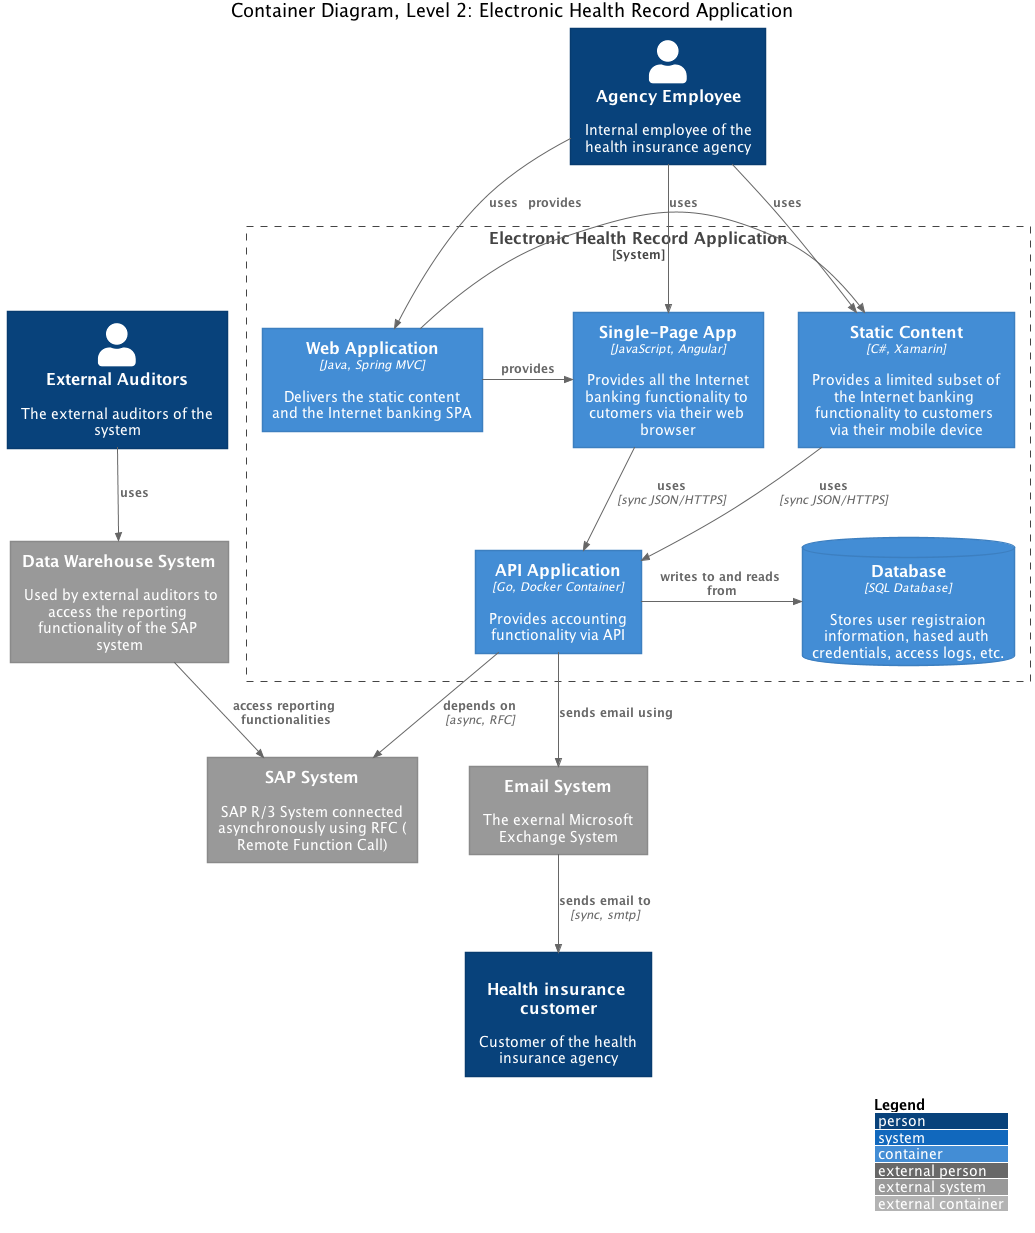 Container Diagram, Level 2: Electronic Health Record Application
Agency Employee
Internal employee of the
health insurance agency
uses
provides
uses
uses
Electronic Health Record Application
[System]
External Auditors
The external auditors of the
system
Web Application
[Java, Spring MVC]
Delivers the static content
and the Internet banking SPA
provides
Single-Page App
[JavaScript, Angular]
Provides all the Internet
banking functionality to
cutomers via their web
browser
Static Content
[C#, Xamarin]
Provides a limited subset of
the Internet banking
functionality to customers
via their mobile device
uses
uses
[sync JSON/HTTPS]
uses
[sync JSON/HTTPS]
Data Warehouse System
Used by external auditors to
access the reporting
functionality of the SAP
system
API Application
[Go, Docker Container]
Provides accounting
functionality via API
writes to and reads
from
Database
[SQL Database]
Stores user registraion
information, hased auth
credentials, access logs, etc.
access reporting
functionalities
depends on
[async, RFC]
sends email using
SAP System
SAP R/3 System connected
asynchronously using RFC (
Remote Function Call)
Email System
The exernal Microsoft
Exchange System
sends email to
[sync, smtp]
Health insurance
customer
Customer of the health
insurance agency
Legend
person
system
container
external person
external system
external container